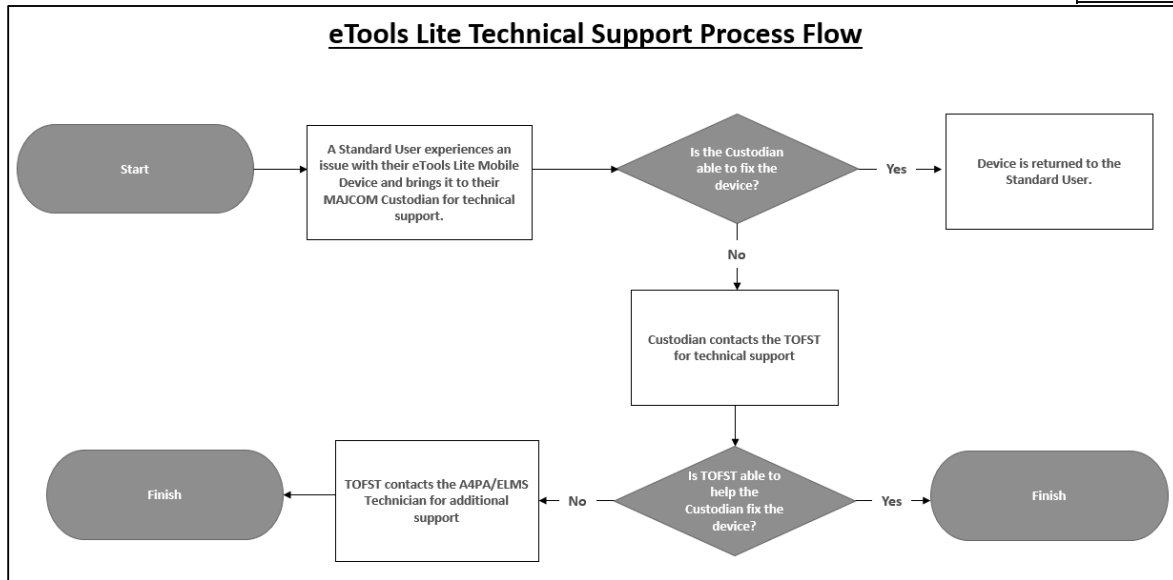 eTools Lite Technical Support Process Flow
Start
A Standard User experiences an
issue with their eTools Lite Mobile
Device and brings it to their
MAJCOM Custodian for technical
support.
Is the Custodian
able to fix the
device?
Yes
Device is returned to the
Standard User.
No
Custodian contacts the TOFST
for technical support
Finish
TOFST contacts the A4PA/ELMS
Technician for additional
support
No
Is TOFST able to
help the
Custodian fix the
device?
Yes
Finish